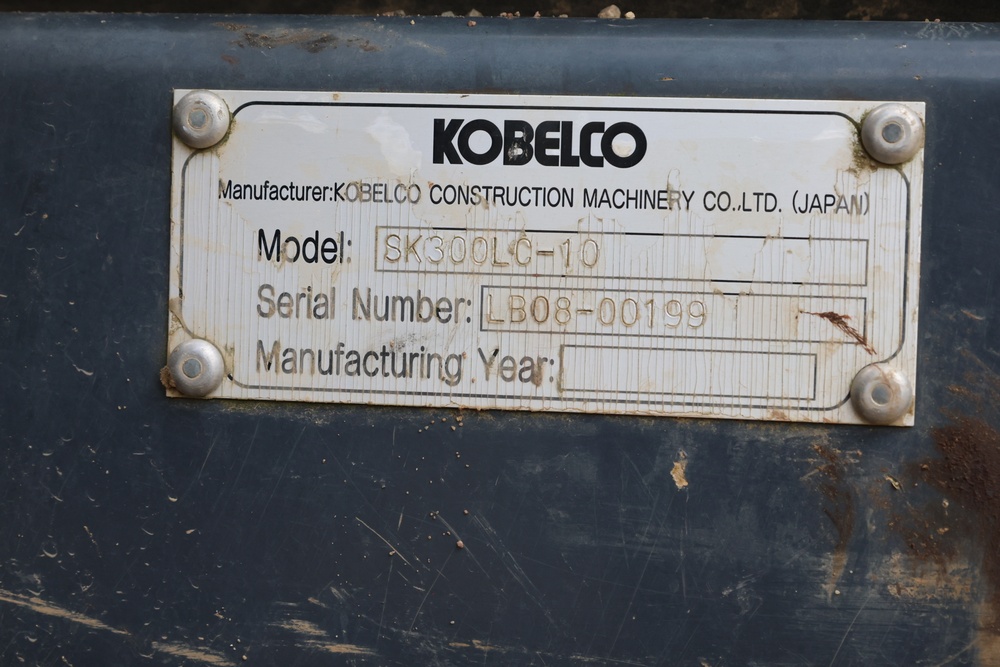 KOBELCO
Manufacturer:KOBELCO CONSTRUCTION MACHINERY CO.,LTD. (JAPAN)
Model: SK300LC-10
Serial Number: LB08-00199
Manufacturing Year: